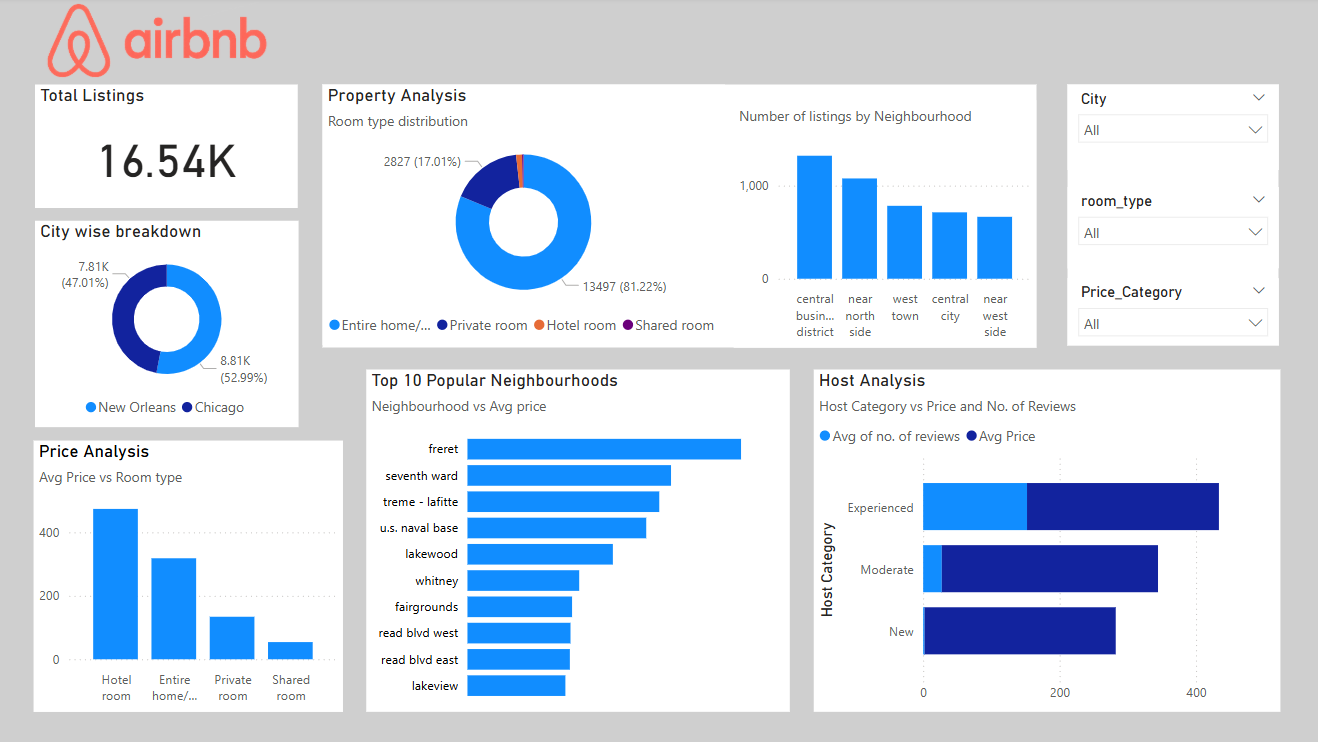 airbnb
Total Listings
16.54K
City wise breakdown
7.81K
(47.01%)
8.81K
(52.99%)
New Orleans Chicago
Price Analysis
Avg Price vs Room type
400
200
0
Hotel room
Entire home/...
Private room
Shared room
Property Analysis
Room type distribution
2827 (17.01%)
13497 (81.22%)
Entire home/... Private room Hotel room Shared room
Number of listings by Neighbourhood
1,000
0
central busin... district
near north side
west town
central city
near west side
City
All
room_type
All
Price_Category
All
Top 10 Popular Neighbourhoods
Neighbourhood vs Avg price
freret
seventh ward
treme - lafitte
u.s. naval base
lakewood
whitney
fairgrounds
read blvd west
read blvd east
lakeview
Host Analysis
Host Category vs Price and No. of Reviews
Avg of no. of reviews Avg Price
Host Category
Experienced
Moderate
New
0 200 400